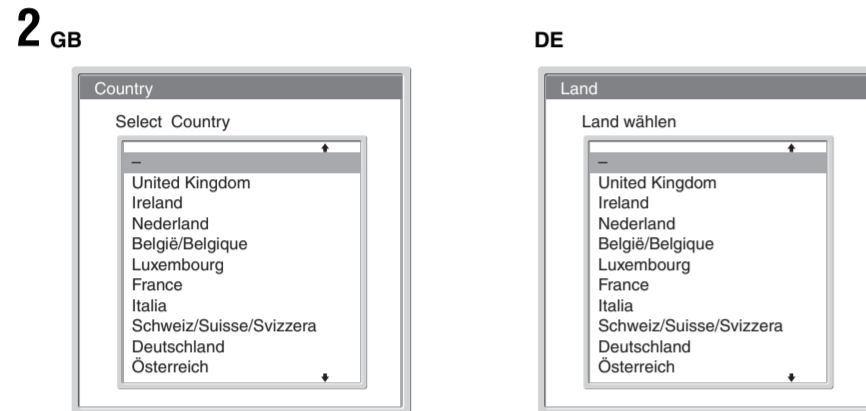 2 GB
Country
Select Country
–
United Kingdom
Ireland
Nederland
België/Belgique
Luxembourg
France
Italia
Schweiz/Suisse/Svizzera
Deutschland
Österreich
DE
Land
Land wählen
–
United Kingdom
Ireland
Nederland
België/Belgique
Luxembourg
France
Italia
Schweiz/Suisse/Svizzera
Deutschland
Österreich